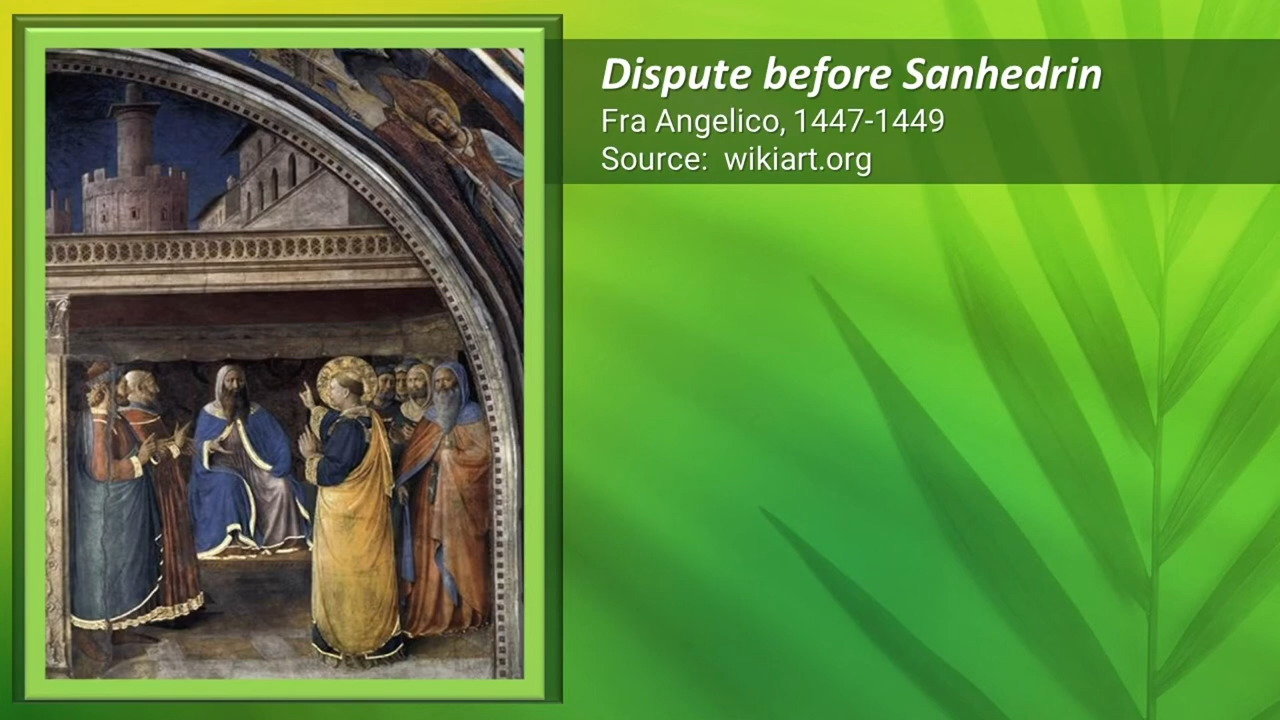 Dispute before Sanhedrin
Fra Angelico, 1447-1449
Source:  wikiart.org